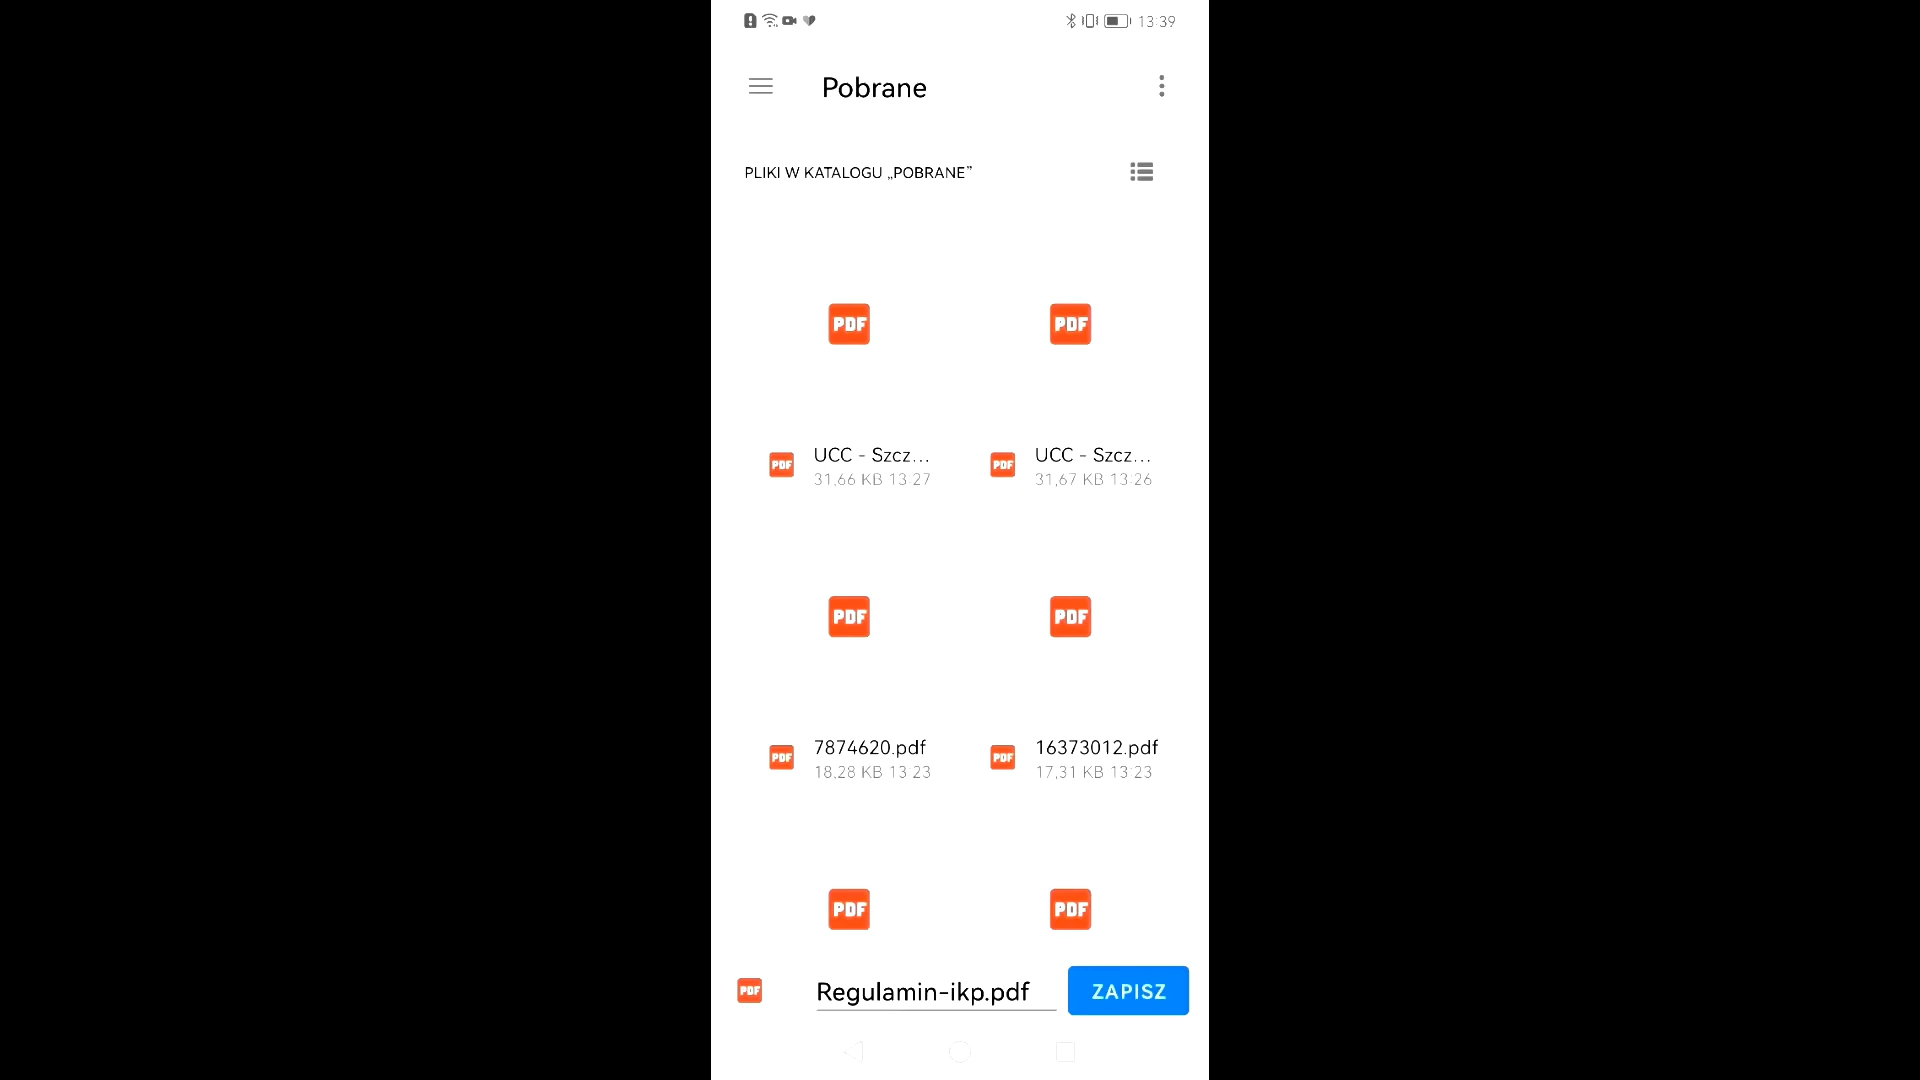 13:39
Pobrane
PLIKI W KATALOGU „POBRANE”
PDF PDF
PDF UCC - Szcz... PDF UCC - Szcz...
31,66 KB 13:27 31,67 KB 13:26
PDF PDF
PDF 7874620.pdf PDF 16373012.pdf
18,28 KB 13:23 17,31 KB 13:23
PDF PDF
PDF Regulamin-ikp.pdf ZAPISZ